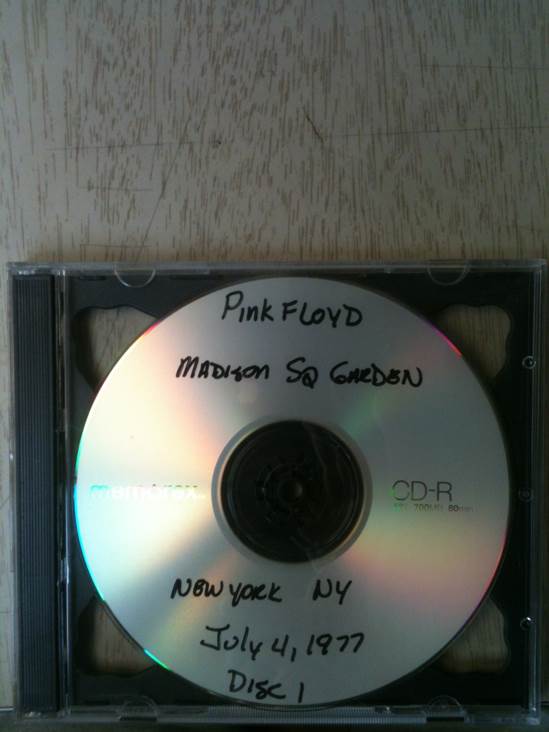 Pink FLOYD
MADISON SQ GARDEN
memorex
CD-R
700MB 80min
NEW YORK NY
July 4, 1977
DISC 1